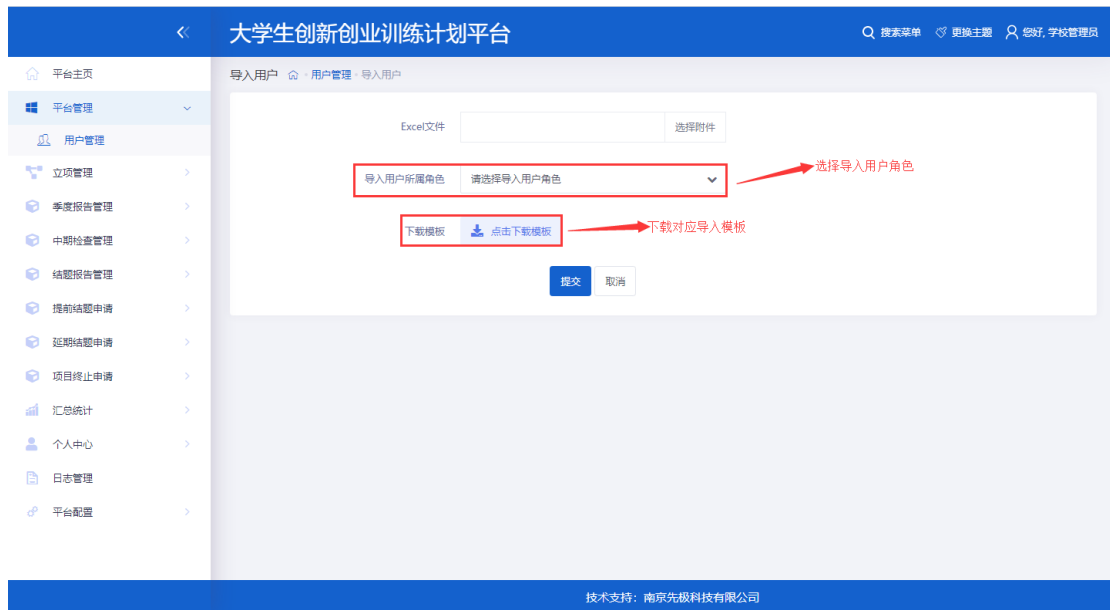 大学生创新创业训练计划平台
搜素菜单 更换主题 您好, 学校管理员
平台主页
平台管理
用户管理
立项管理
季度报告管理
中期检查管理
结题报告管理
提前结题申请
延期结题申请
项目终止申请
汇总统计
个人中心
日志管理
平台配置
导入用户 - 用户管理 - 导入用户
Excel文件 选择附件
导入用户所属角色 请选择导入用户角色
选择导入用户角色
下载模板 点击下载模板
下载对应导入模板
提交 取消
技术支持：南京先极科技有限公司